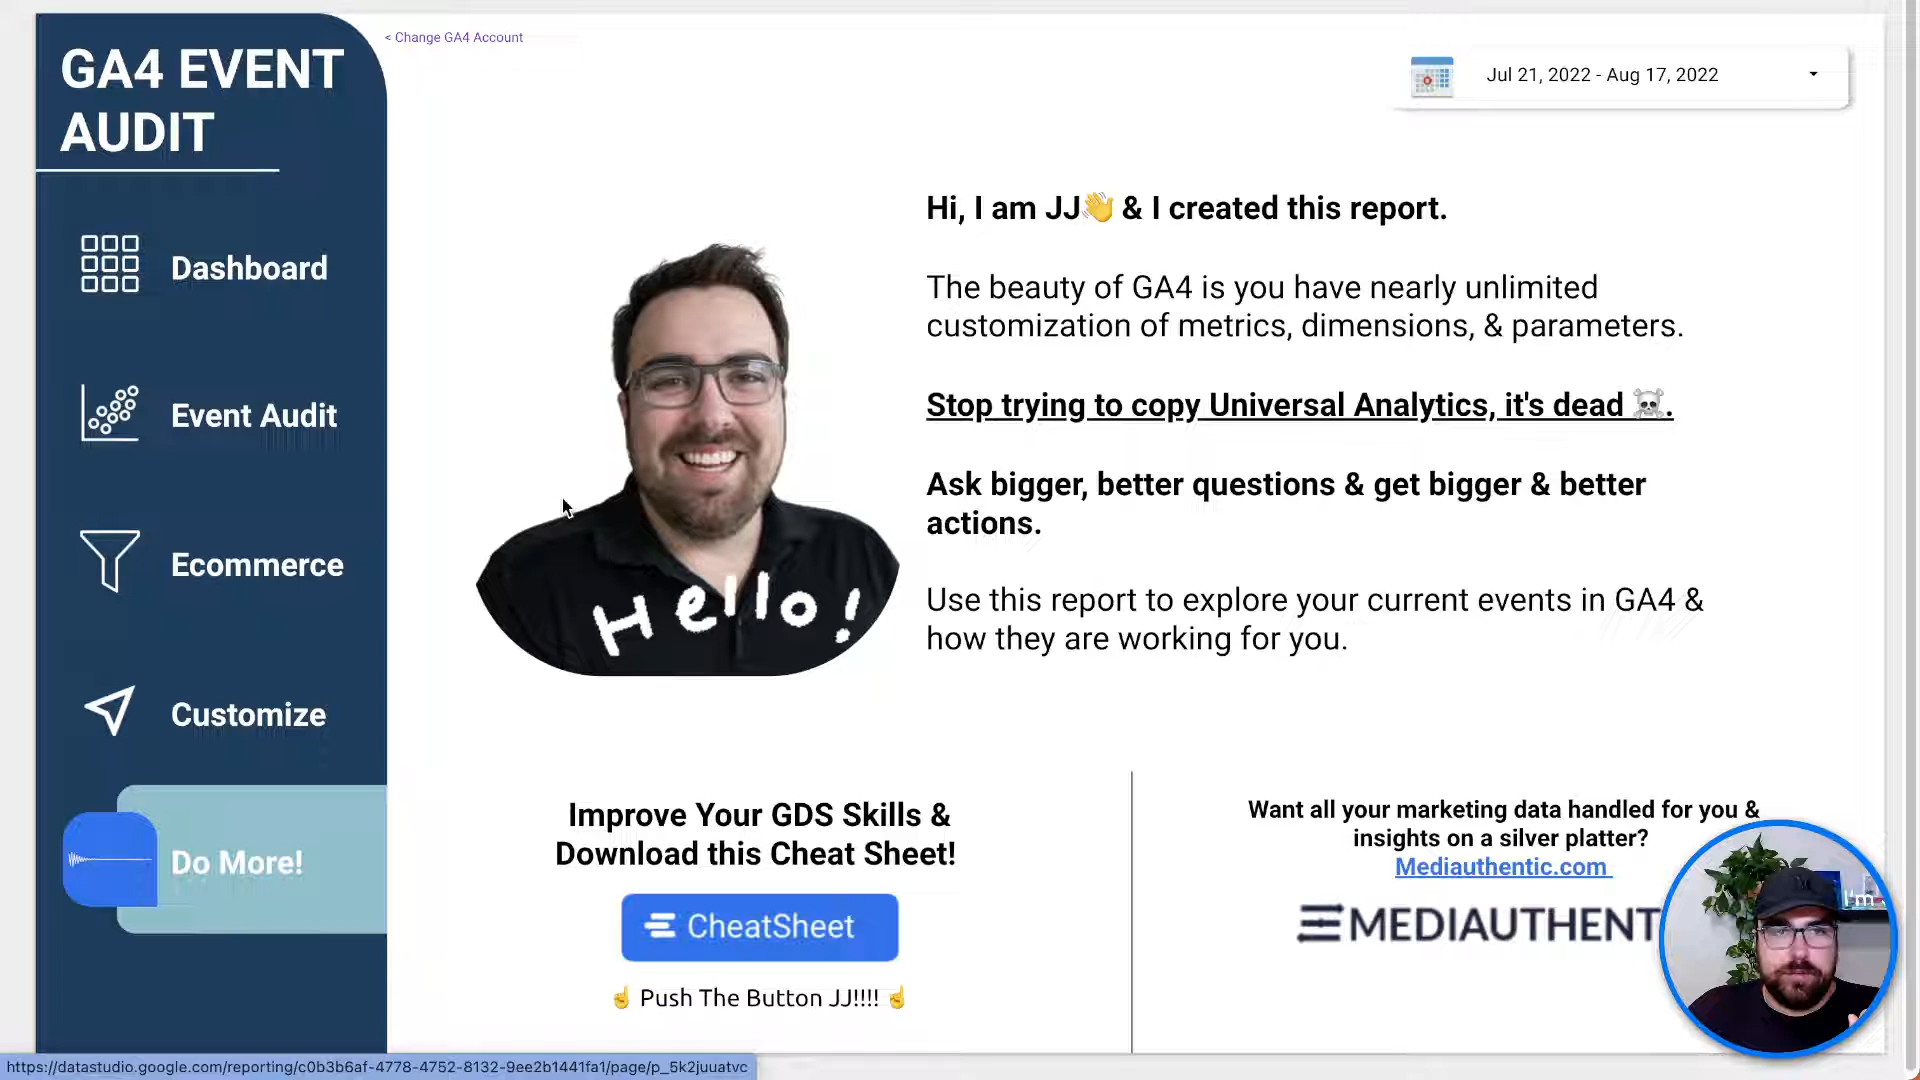 GA4 EVENT
AUDIT
Dashboard
Event Audit
Ecommerce
Customize
Do More!
< Change GA4 Account
Jul 21, 2022 - Aug 17, 2022
Hi, I am JJ👋 & I created this report.
The beauty of GA4 is you have nearly unlimited
customization of metrics, dimensions, & parameters.
Stop trying to copy Universal Analytics, it's dead ☠️.
Ask bigger, better questions & get bigger & better
actions.
Use this report to explore your current events in GA4 &
how they are working for you.
Hello!
Improve Your GDS Skills &
Download this Cheat Sheet!
CheatSheet
☝️ Push The Button JJ!!!! ☝️
Want all your marketing data handled for you &
insights on a silver platter?
Mediauthentic.com
MEDIAUTHENT
I'm
https://datastudio.google.com/reporting/c0b3b6af-4778-4752-8132-9ee2b1441fa1/page/p_5k2juuatvc